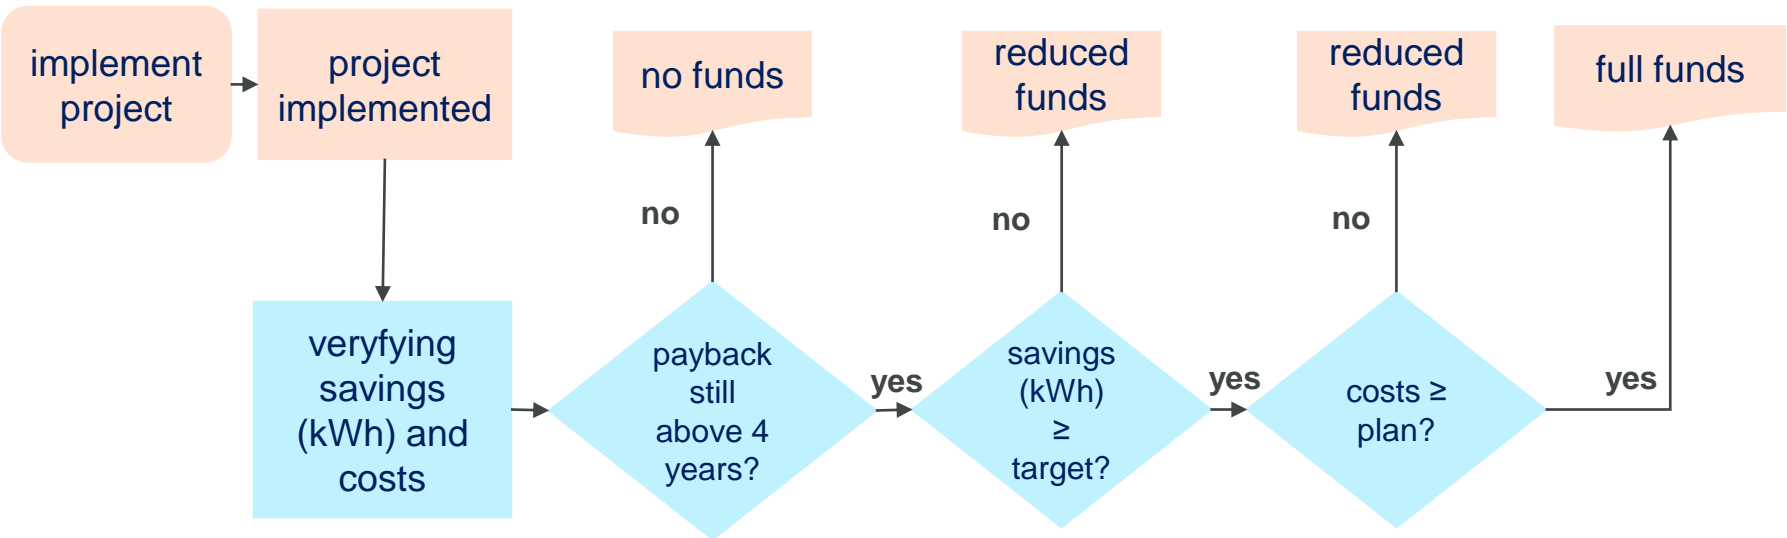 implement
project
project
implemented
no funds
reduced
funds
reduced
funds
full funds
no
no
no
veryfying
savings
(kWh) and
costs
payback
still
above 4
years?
yes
savings
(kWh)
≥
target?
yes
costs ≥
plan?
yes